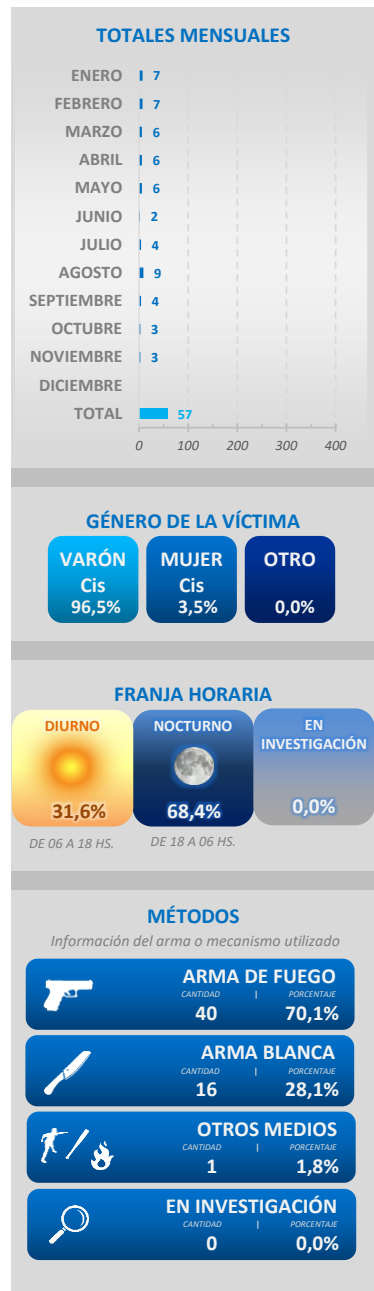 TOTALES MENSUALES
ENERO 7
FEBRERO 7
MARZO 6
ABRIL 6
MAYO 6
JUNIO 2
JULIO 4
AGOSTO 9
SEPTIEMBRE 4
OCTUBRE 3
NOVIEMBRE 3
DICIEMBRE
TOTAL 57
0 100 200 300 400
GÉNERO DE LA VÍCTIMA
VARÓN
Cis
96,5%
MUJER
Cis
3,5%
OTRO
0,0%
FRANJA HORARIA
DIURNO
31,6%
DE 06 A 18 HS.
NOCTURNO
68,4%
DE 18 A 06 HS.
EN
INVESTIGACIÓN
0,0%
MÉTODOS
Información del arma o mecanismo utilizado
ARMA DE FUEGO
CANTIDAD | PORCENTAJE
40 70,1%
ARMA BLANCA
CANTIDAD | PORCENTAJE
16 28,1%
OTROS MEDIOS
CANTIDAD | PORCENTAJE
1 1,8%
EN INVESTIGACIÓN
CANTIDAD | PORCENTAJE
0 0,0%